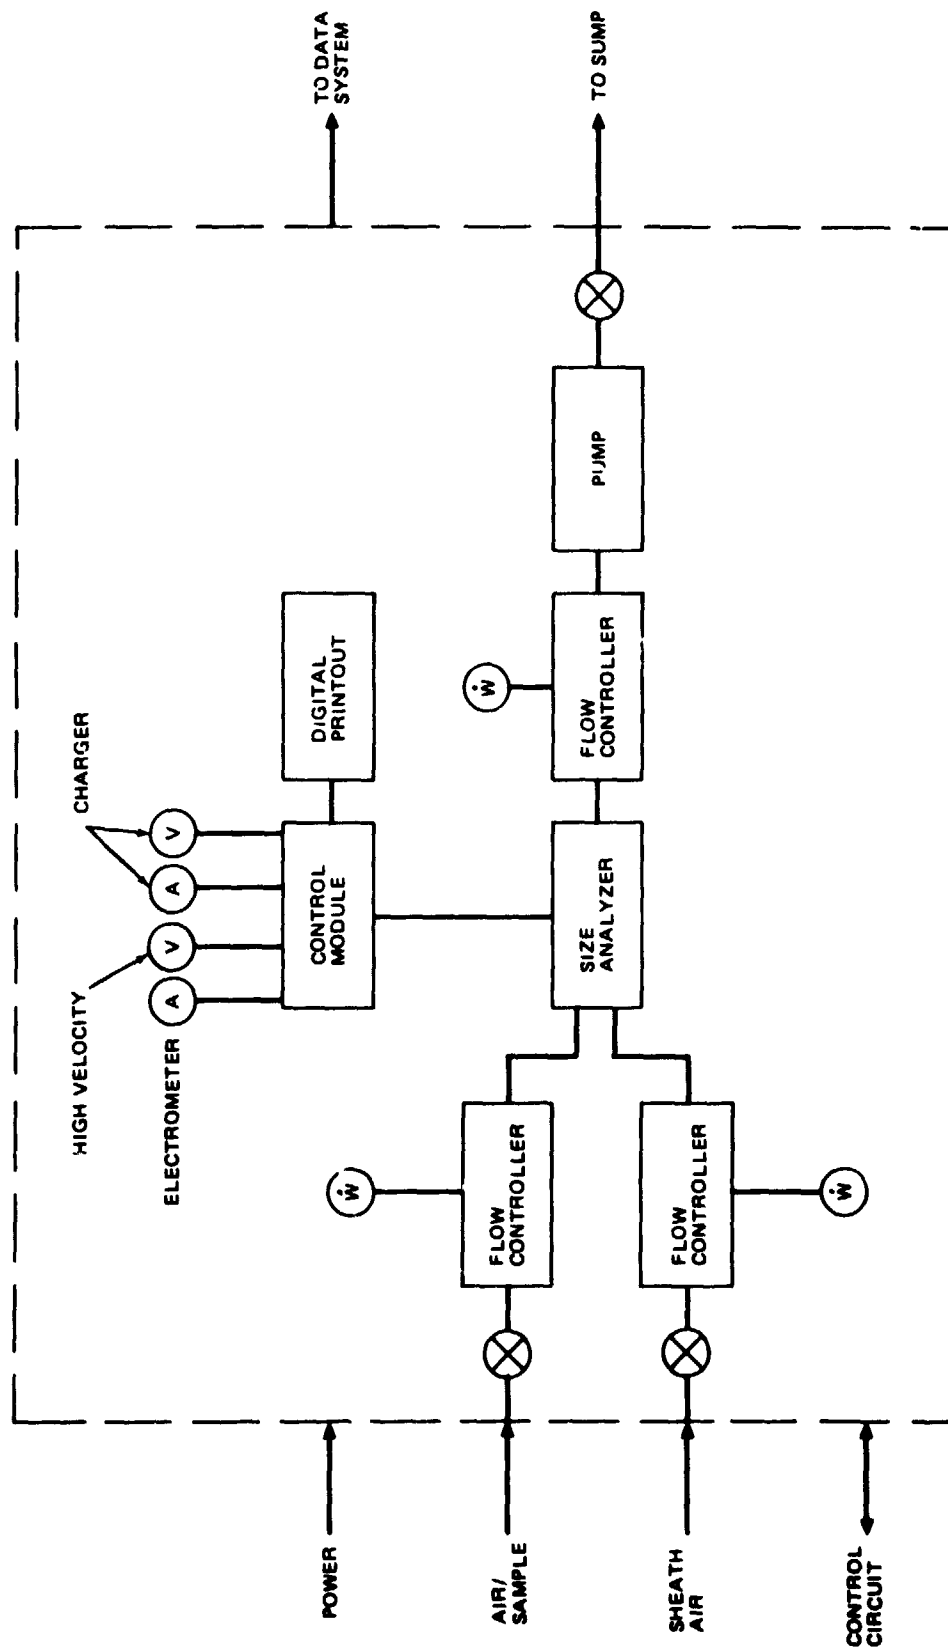 HIGH VELOCITY
CHARGER
ELECTROMETER
A
V
A
V
POWER
CONTROL
MODULE
DIGITAL
PRINTOUT
TO DATA
SYSTEM
Ẇ
AIR/
SAMPLE
FLOW
CONTROLLER
SIZE
ANALYZER
Ẇ
FLOW
CONTROLLER
PUMP
TO SUMP
SHEATH
AIR
FLOW
CONTROLLER
Ẇ
CONTROL
CIRCUIT